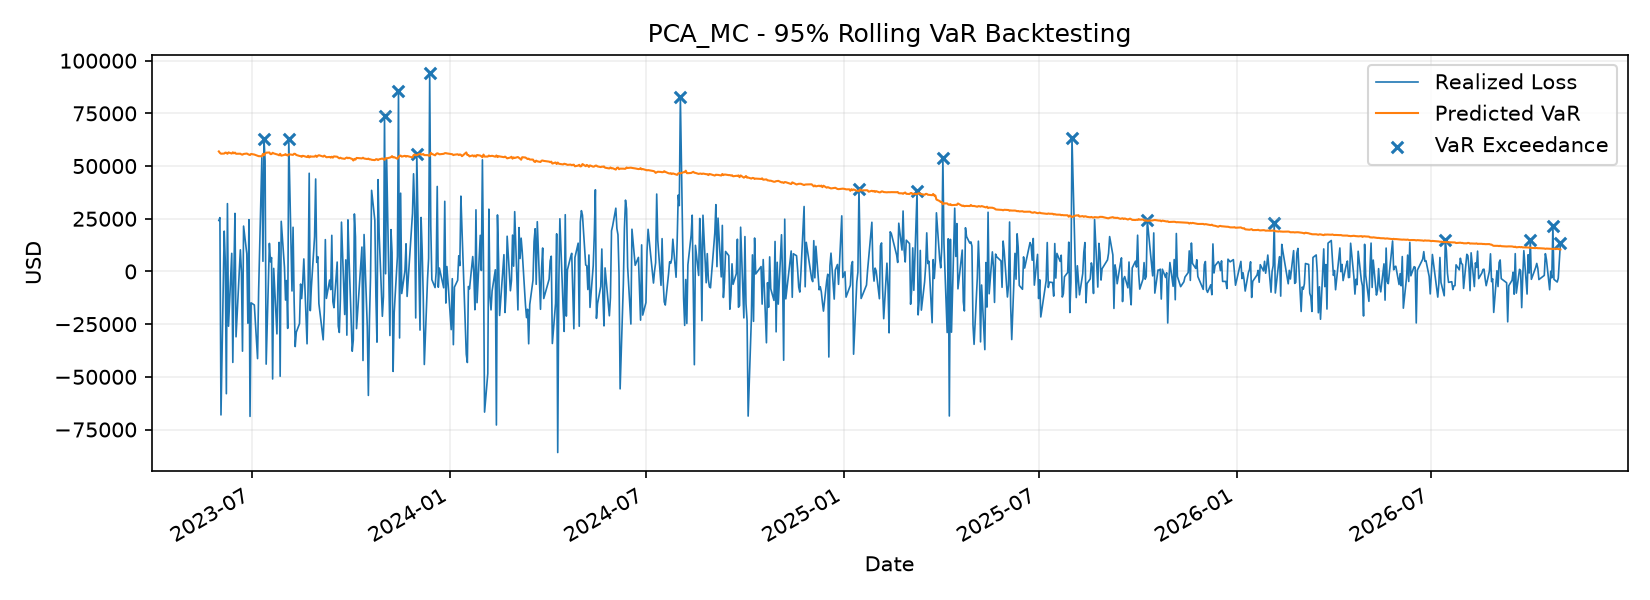 PCA_MC - 95% Rolling VaR Backtesting
100000
75000
50000
25000
0
−25000
−50000
−75000
USD
Realized Loss
Predicted VaR
VaR Exceedance
2023-07
2024-01
2024-07
2025-01
2025-07
2026-01
2026-07
Date